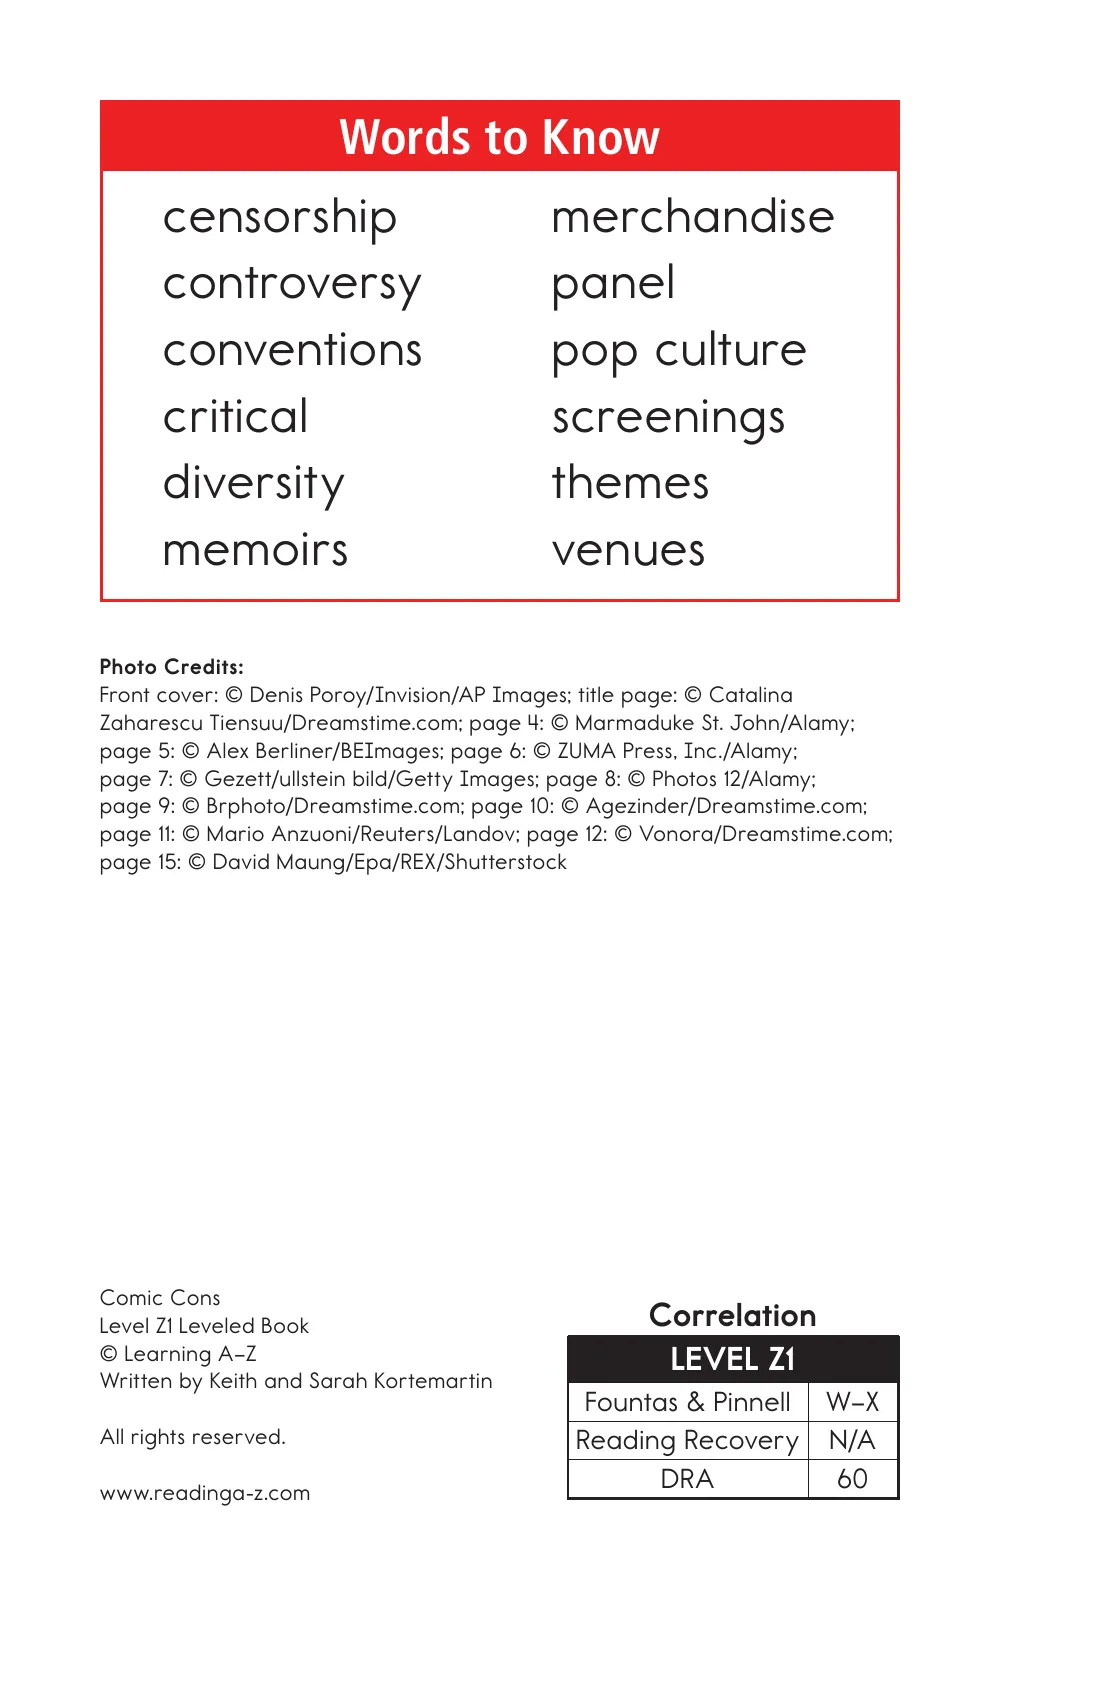 Words to Know
censorship
controversy
conventions
critical
diversity
memoirs
merchandise
panel
pop culture
screenings
themes
venues
Photo Credits:
Front cover: © Denis Poroy/Invision/AP Images; title page: © Catalina
Zaharescu Tiensuu/Dreamstime.com; page 4: © Marmaduke St. John/Alamy;
page 5: © Alex Berliner/BEImages; page 6: © ZUMA Press, Inc./Alamy;
page 7: © Gezett/ullstein bild/Getty Images; page 8: © Photos 12/Alamy;
page 9: © Brphoto/Dreamstime.com; page 10: © Agezinder/Dreamstime.com;
page 11: © Mario Anzuoni/Reuters/Landov; page 12: © Vonora/Dreamstime.com;
page 15: © David Maung/Epa/REX/Shutterstock
Comic Cons
Level Z1 Leveled Book
© Learning A–Z
Written by Keith and Sarah Kortemartin
All rights reserved.
www.readinga-z.com
Correlation
LEVEL Z1
Fountas & Pinnell W–X
Reading Recovery N/A
DRA 60